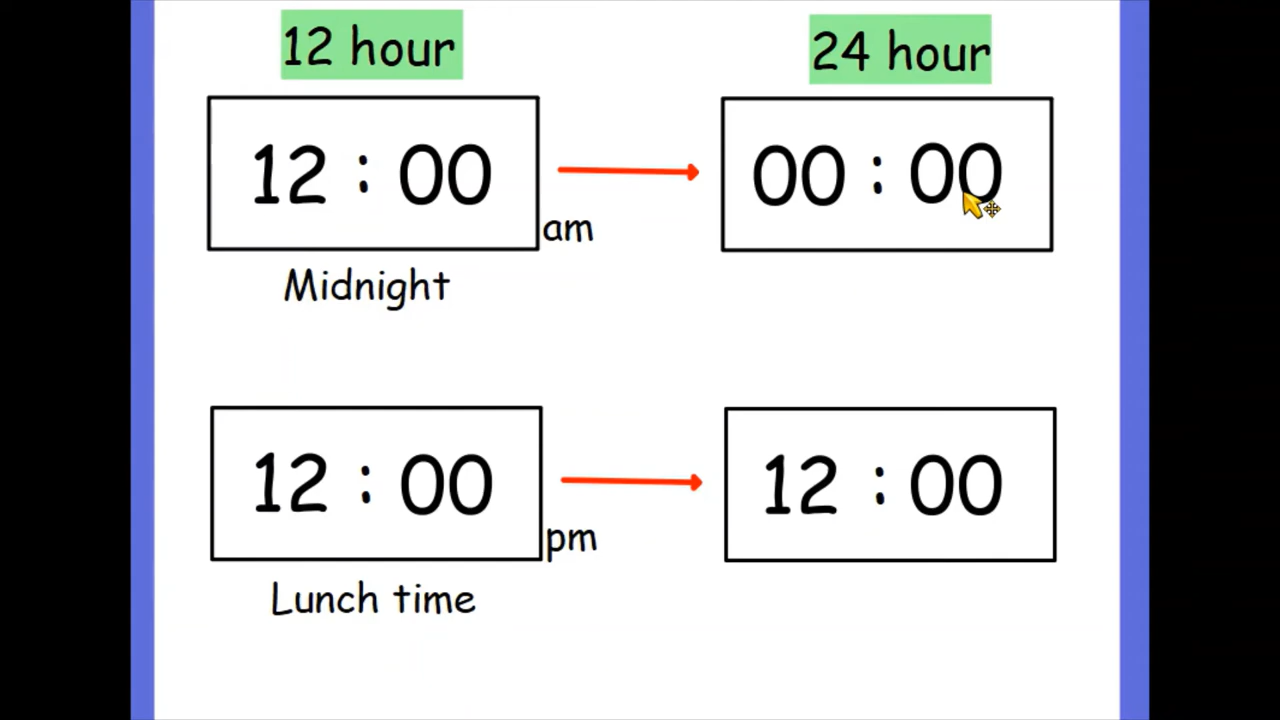 12 hour
24 hour
12 : 00 am
00 : 00
Midnight
12 : 00 pm
12 : 00
Lunch time